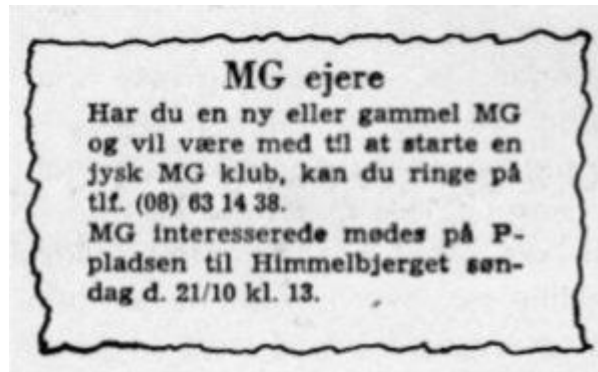 MG ejere
Har du en ny eller gammel MG
og vil være med til at starte en
jysk MG klub, kan du ringe på
tlf. (08) 63 14 38.
MG interesserede mødes på P-
pladsen til Himmelbjerget søn-
dag d. 21/10 kl. 13.